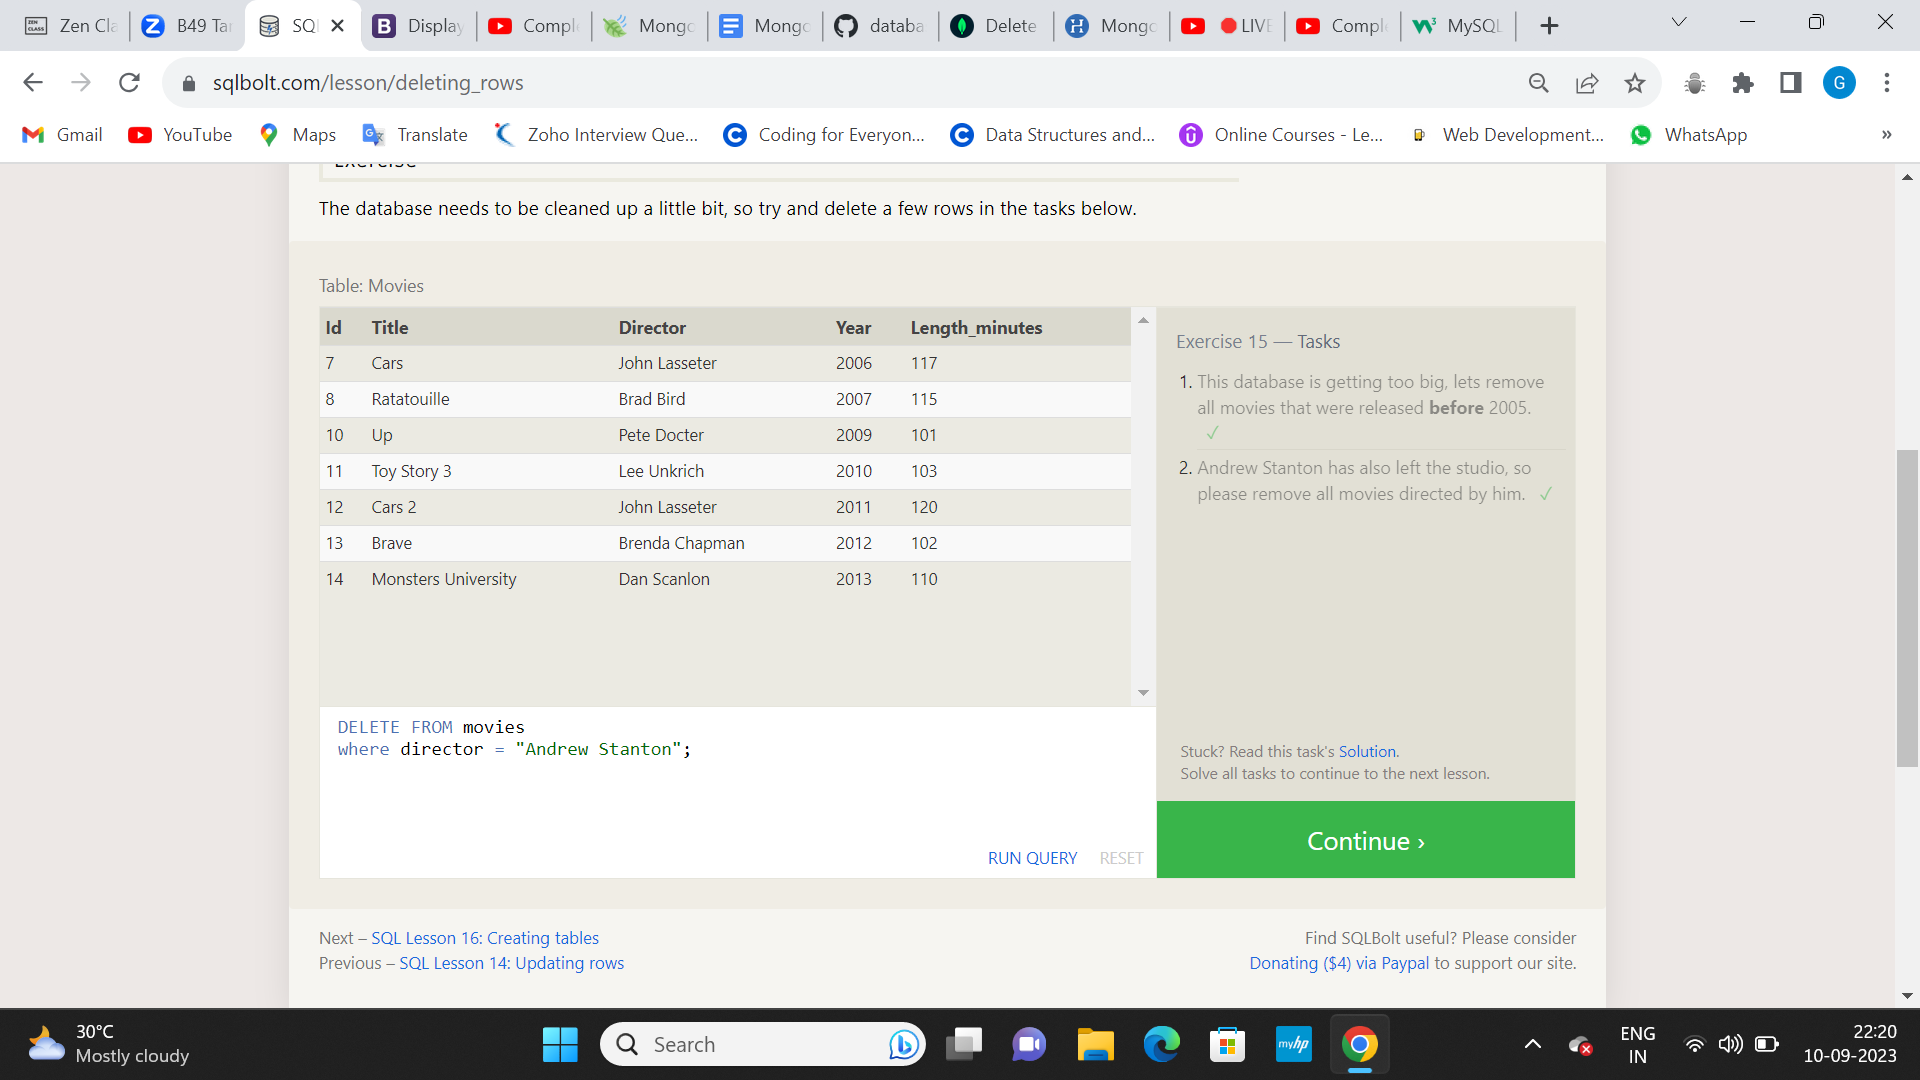 Zen Cla
B49 Tar
SQL
Display
Comple
Mongo
Mongo
databa
Delete
Mongo
LIVE
Comple
MySQL
sqlbolt.com/lesson/deleting_rows
G
Gmail
YouTube
Maps
Translate
Zoho Interview Que...
Coding for Everyon...
Data Structures and...
Online Courses - Le...
Web Development...
WhatsApp
»
Exercise
The database needs to be cleaned up a little bit, so try and delete a few rows in the tasks below.
Table: Movies
Id Title Director Year Length_minutes
7 Cars John Lasseter 2006 117
8 Ratatouille Brad Bird 2007 115
10 Up Pete Docter 2009 101
11 Toy Story 3 Lee Unkrich 2010 103
12 Cars 2 John Lasseter 2011 120
13 Brave Brenda Chapman 2012 102
14 Monsters University Dan Scanlon 2013 110
DELETE FROM movies
where director = "Andrew Stanton";
RUN QUERY RESET
Exercise 15 — Tasks
1. This database is getting too big, lets remove
all movies that were released before 2005.
✓
2. Andrew Stanton has also left the studio, so
please remove all movies directed by him. ✓
Stuck? Read this task's Solution.
Solve all tasks to continue to the next lesson.
Continue ›
Next – SQL Lesson 16: Creating tables
Previous – SQL Lesson 14: Updating rows
Find SQLBolt useful? Please consider
Donating ($4) via Paypal to support our site.
30°C
Mostly cloudy
Search
myhp
ENG
IN
22:20
10-09-2023